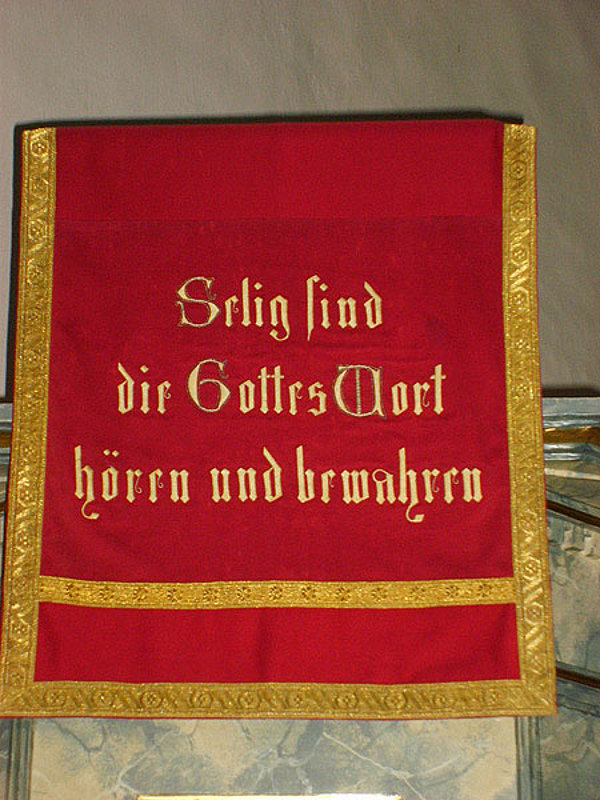 Selig ſind
die Gottes Wort
hören und bewahren